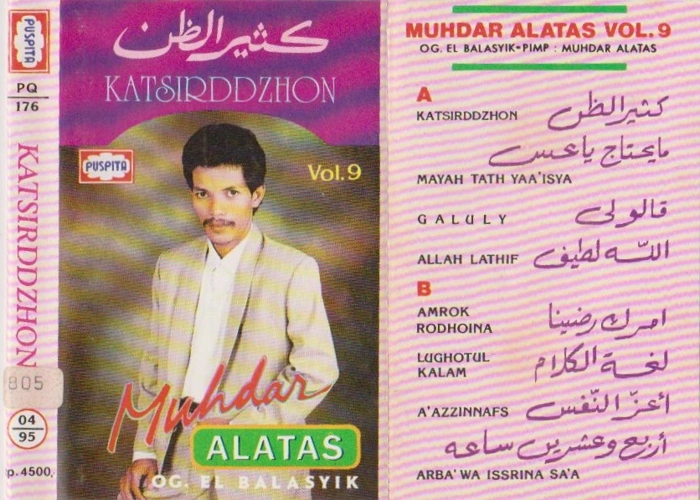 PUSPITA
PQ
176
KATSIRDDZHON
805
04
95
p.4500,-
كثير الظن
KATSIRDDZHON
PUSPITA
Vol.9
Muhdar
ALATAS
OG. EL BALASYIK
MUHDAR ALATAS VOL.9
OG. EL BALASYIK-PIMP : MUHDAR ALATAS
A
KATSIRDDZHON كثير الظن
مايحتاج ياعيس
MAYAH TATH YAA'ISYA
GALULY قالولي
ALLAH LATHIF الله لطيف
B
AMROK
RODHOINA امرك رضينا
LUGHOTUL
KALAM لغة الكلام
A'AZZINNAFS أعزّ النّفس
أربع وعشرين ساعه
ARBA'WA ISSRINA SA'A